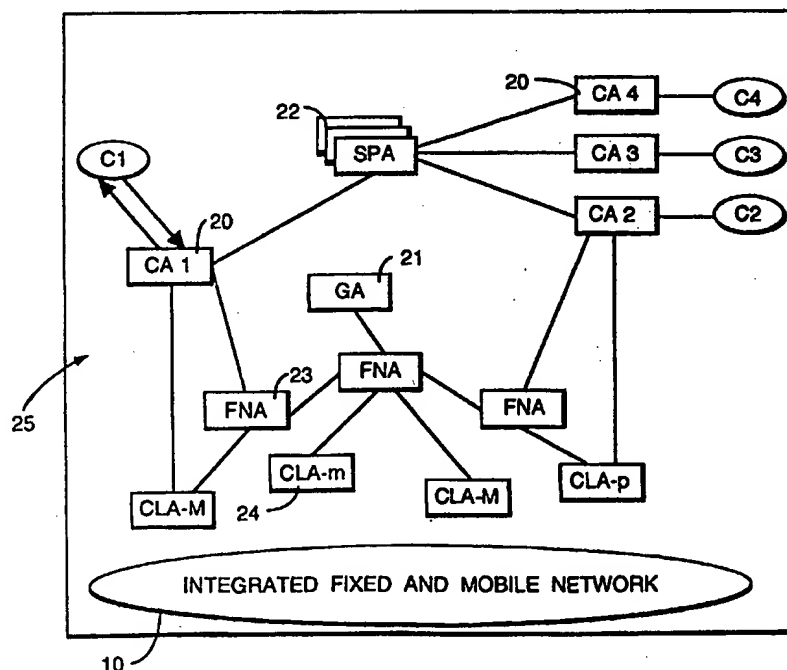 20
CA 4
C4
22
SPA
CA 3
C3
C1
20
CA 2
C2
CA 1
21
GA
FNA
23
FNA
FNA
25
CLA-m
CLA-p
CLA-M
24
CLA-M
INTEGRATED FIXED AND MOBILE NETWORK
10